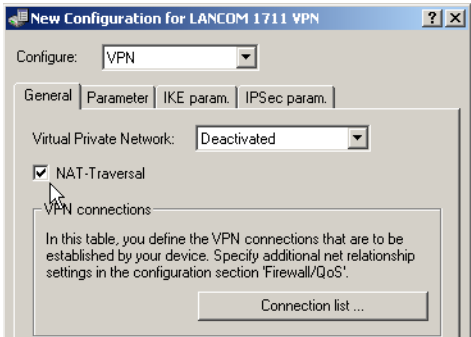 New Configuration for LANCOM 1711 VPN
Configure: VPN
General Parameter IKE param. IPSec param.
Virtual Private Network: Deactivated
NAT-Traversal
VPN connections
In this table, you define the VPN connections that are to be
established by your device. Specify additional net relationship
settings in the configuration section 'Firewall/QoS'.
Connection list ...